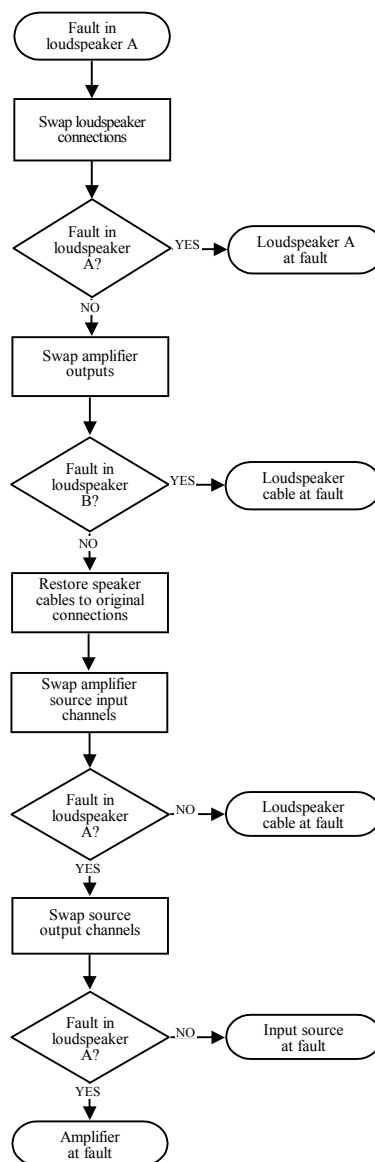 Fault in
loudspeaker A
Swap loudspeaker
connections
Fault in
loudspeaker
A?
YES
Loudspeaker A
at fault
NO
Swap amplifier
outputs
Fault in
loudspeaker
B?
YES
Loudspeaker
cable at fault
NO
Restore speaker
cables to original
connections
Swap amplifier
source input
channels
Fault in
loudspeaker
A?
NO
Loudspeaker
cable at fault
YES
Swap source
output channels
Fault in
loudspeaker
A?
NO
Input source
at fault
YES
Amplifier
at fault